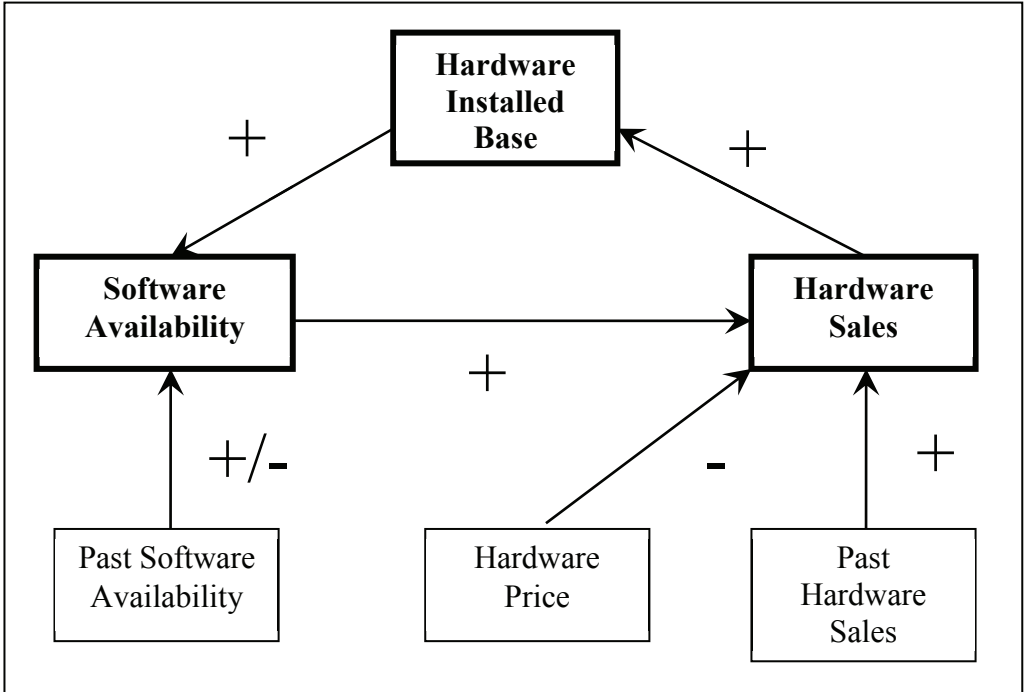 Hardware
Installed
Base
+
+
Software
Availability
Hardware
Sales
+
+/-
-
+
Past Software
Availability
Hardware
Price
Past
Hardware
Sales